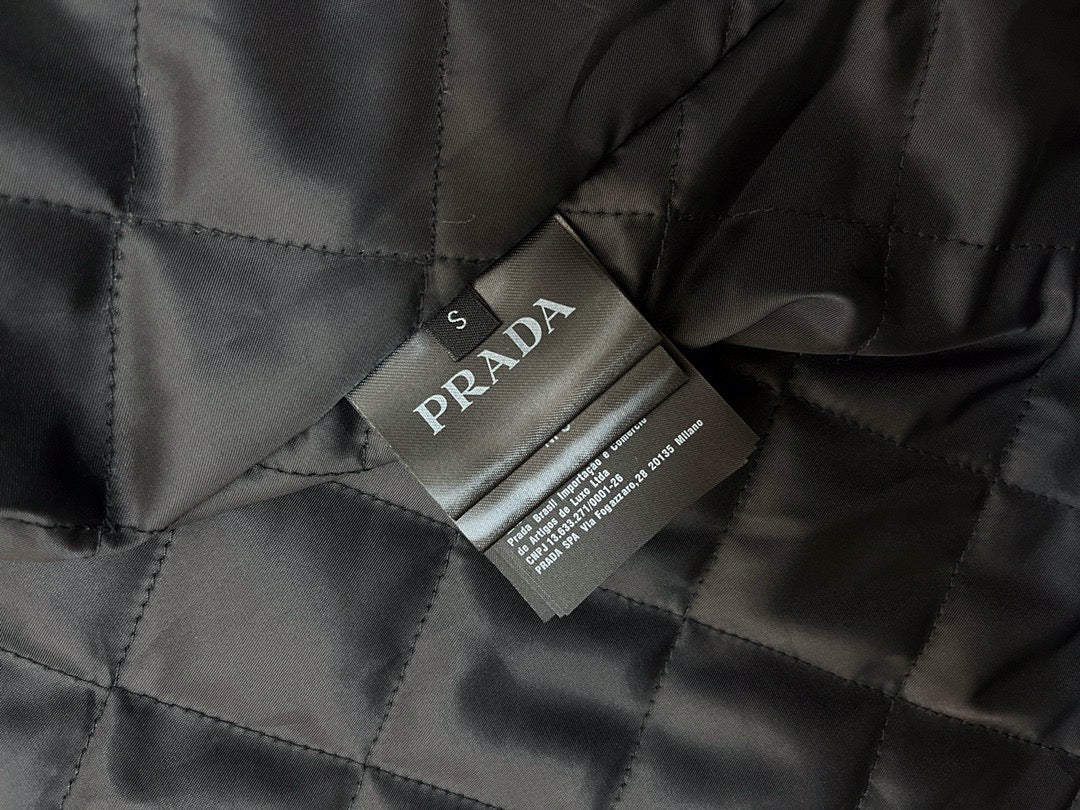 S
PRADA
Prada Brasil Importação e Comercio
de Artigos de Luxo Ltda
CNPJ 13.633.271/0001-26
PRADA SPA Via Fogazzaro,28 20135 Milano